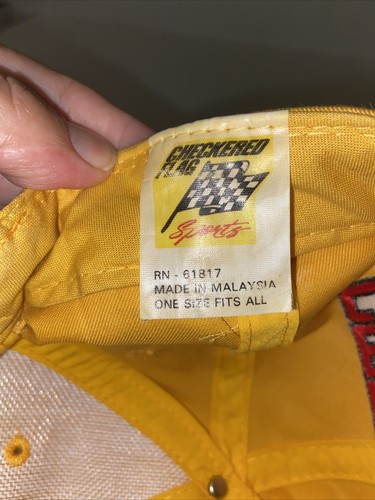 CHECKERED
FLAG
Sports
RN - 61817
MADE IN MALAYSIA
ONE SIZE FITS ALL